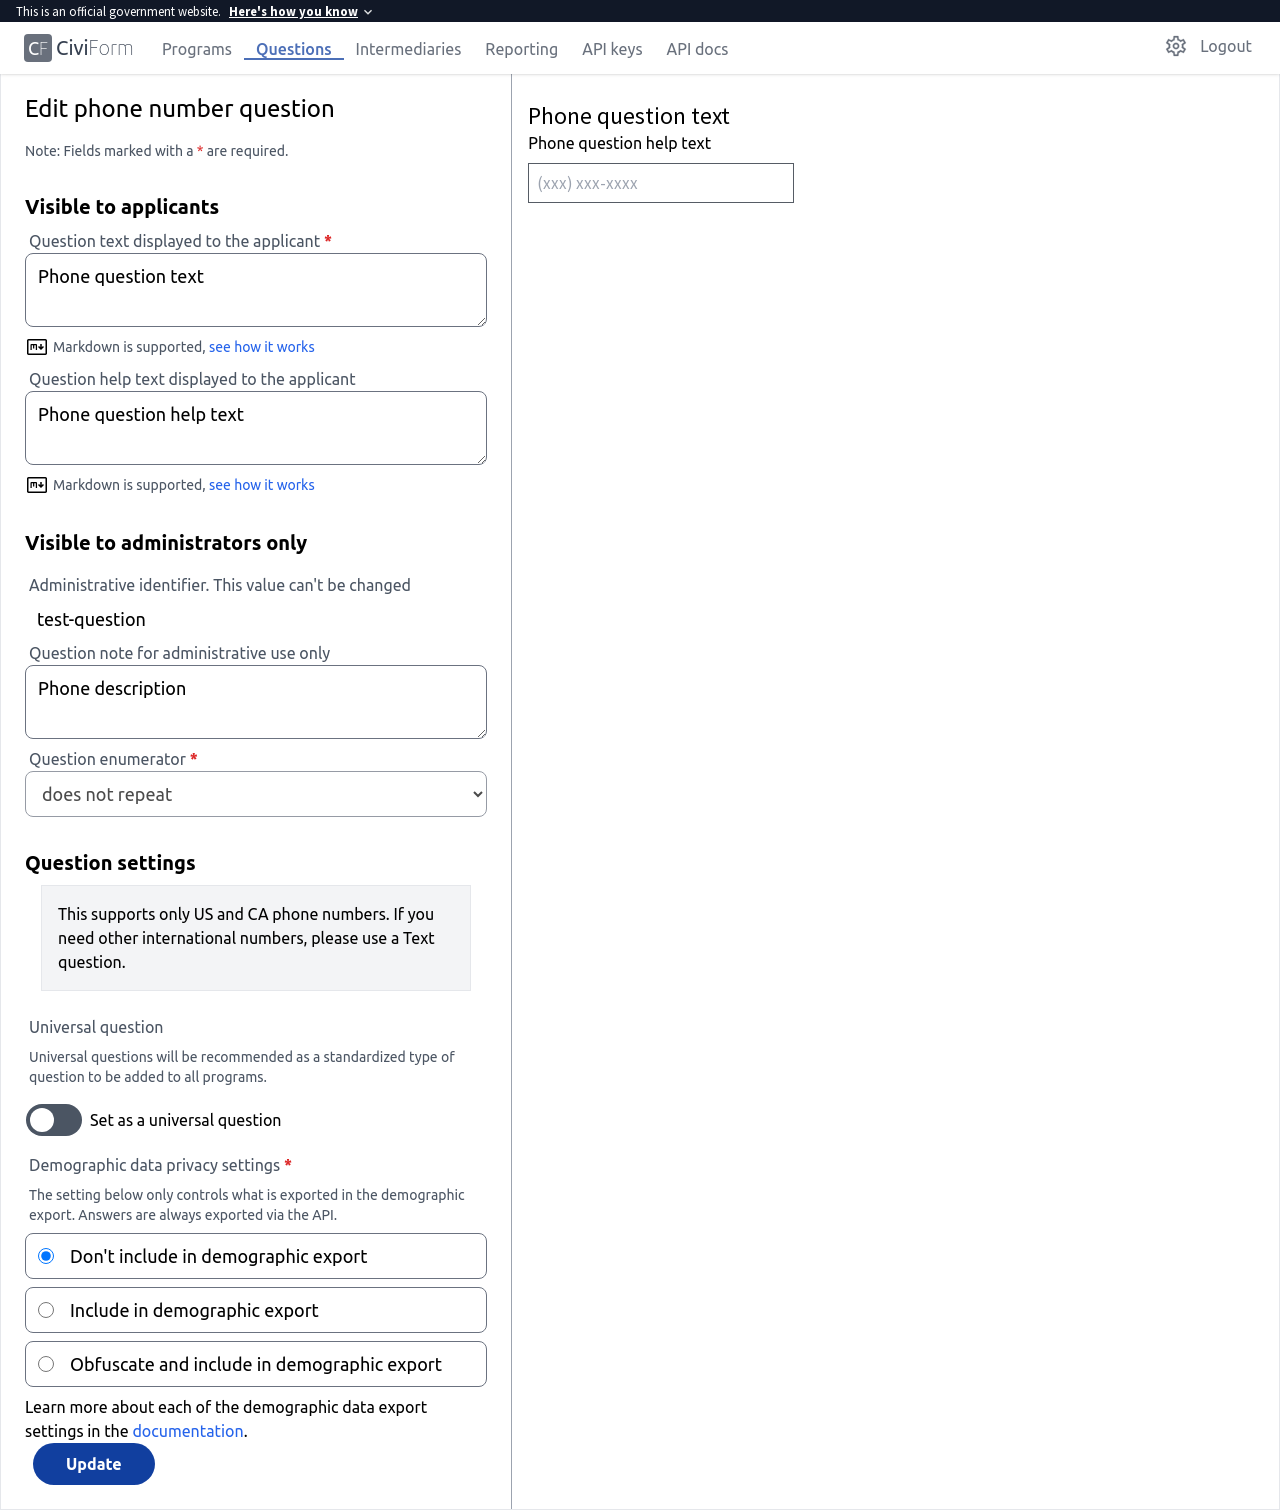 This is an official government website. Here's how you know
CF CiviForm Programs Questions Intermediaries Reporting API keys API docs Logout
Edit phone number question
Note: Fields marked with a * are required.
Visible to applicants
Question text displayed to the applicant *
Phone question text
Markdown is supported, see how it works
Question help text displayed to the applicant
Phone question help text
Markdown is supported, see how it works
Visible to administrators only
Administrative identifier. This value can't be changed
test-question
Question note for administrative use only
Phone description
Question enumerator *
does not repeat
Question settings
This supports only US and CA phone numbers. If you
need other international numbers, please use a Text
question.
Universal question
Universal questions will be recommended as a standardized type of
question to be added to all programs.
Set as a universal question
Demographic data privacy settings *
The setting below only controls what is exported in the demographic
export. Answers are always exported via the API.
Don't include in demographic export
Include in demographic export
Obfuscate and include in demographic export
Learn more about each of the demographic data export
settings in the documentation.
Update
Phone question text
Phone question help text
(xxx) xxx-xxxx